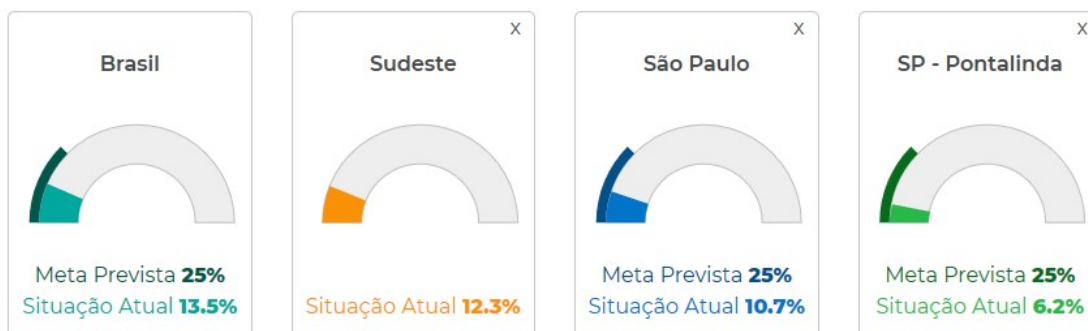 Brasil
Meta Prevista 25%
Situação Atual 13.5%
X
Sudeste
Situação Atual 12.3%
X
São Paulo
Meta Prevista 25%
Situação Atual 10.7%
X
SP - Pontalinda
Meta Prevista 25%
Situação Atual 6.2%